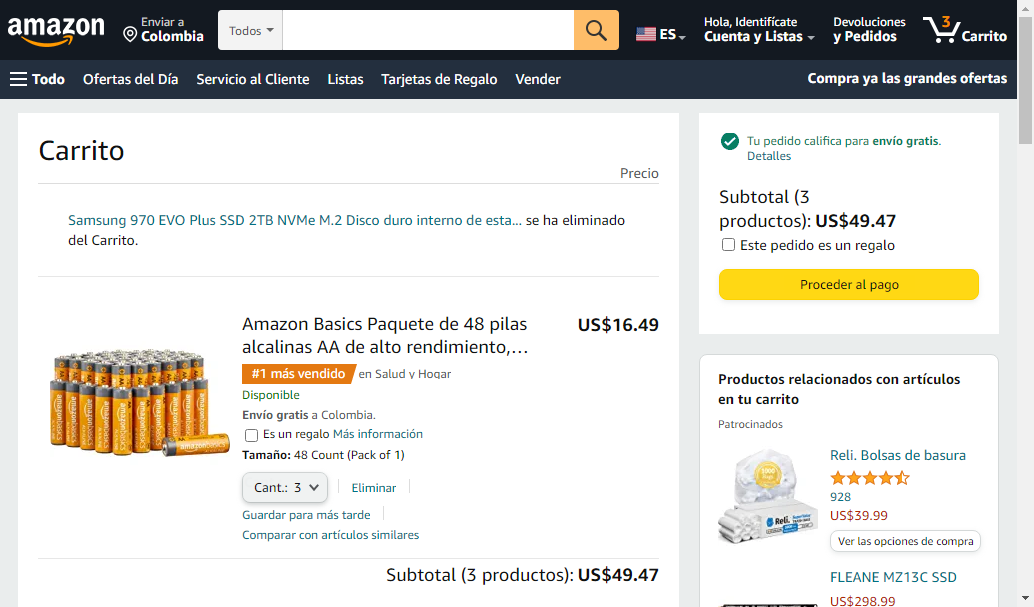 amazon
Enviar a
Colombia
Todos
ES
Hola, Identifícate
Cuenta y Listas
Devoluciones
y Pedidos
3
Carrito
Todo
Ofertas del Día
Servicio al Cliente
Listas
Tarjetas de Regalo
Vender
Compra ya las grandes ofertas
Carrito
Precio
Samsung 970 EVO Plus SSD 2TB NVMe M.2 Disco duro interno de esta... se ha eliminado
del Carrito.
Amazon Basics Paquete de 48 pilas
alcalinas AA de alto rendimiento,…
US$16.49
#1 más vendido en Salud y Hogar
Disponible
Envío gratis a Colombia.
Es un regalo Más información
Tamaño: 48 Count (Pack of 1)
Cant.: 3
Eliminar
Guardar para más tarde
Comparar con artículos similares
Subtotal (3 productos): US$49.47
Tu pedido califica para envío gratis.
Detalles
Subtotal (3
productos): US$49.47
Este pedido es un regalo
Proceder al pago
Productos relacionados con artículos
en tu carrito
Patrocinados
Reli. Bolsas de basura
928
US$39.99
Ver las opciones de compra
FLEANE MZ13C SSD
US$298.99